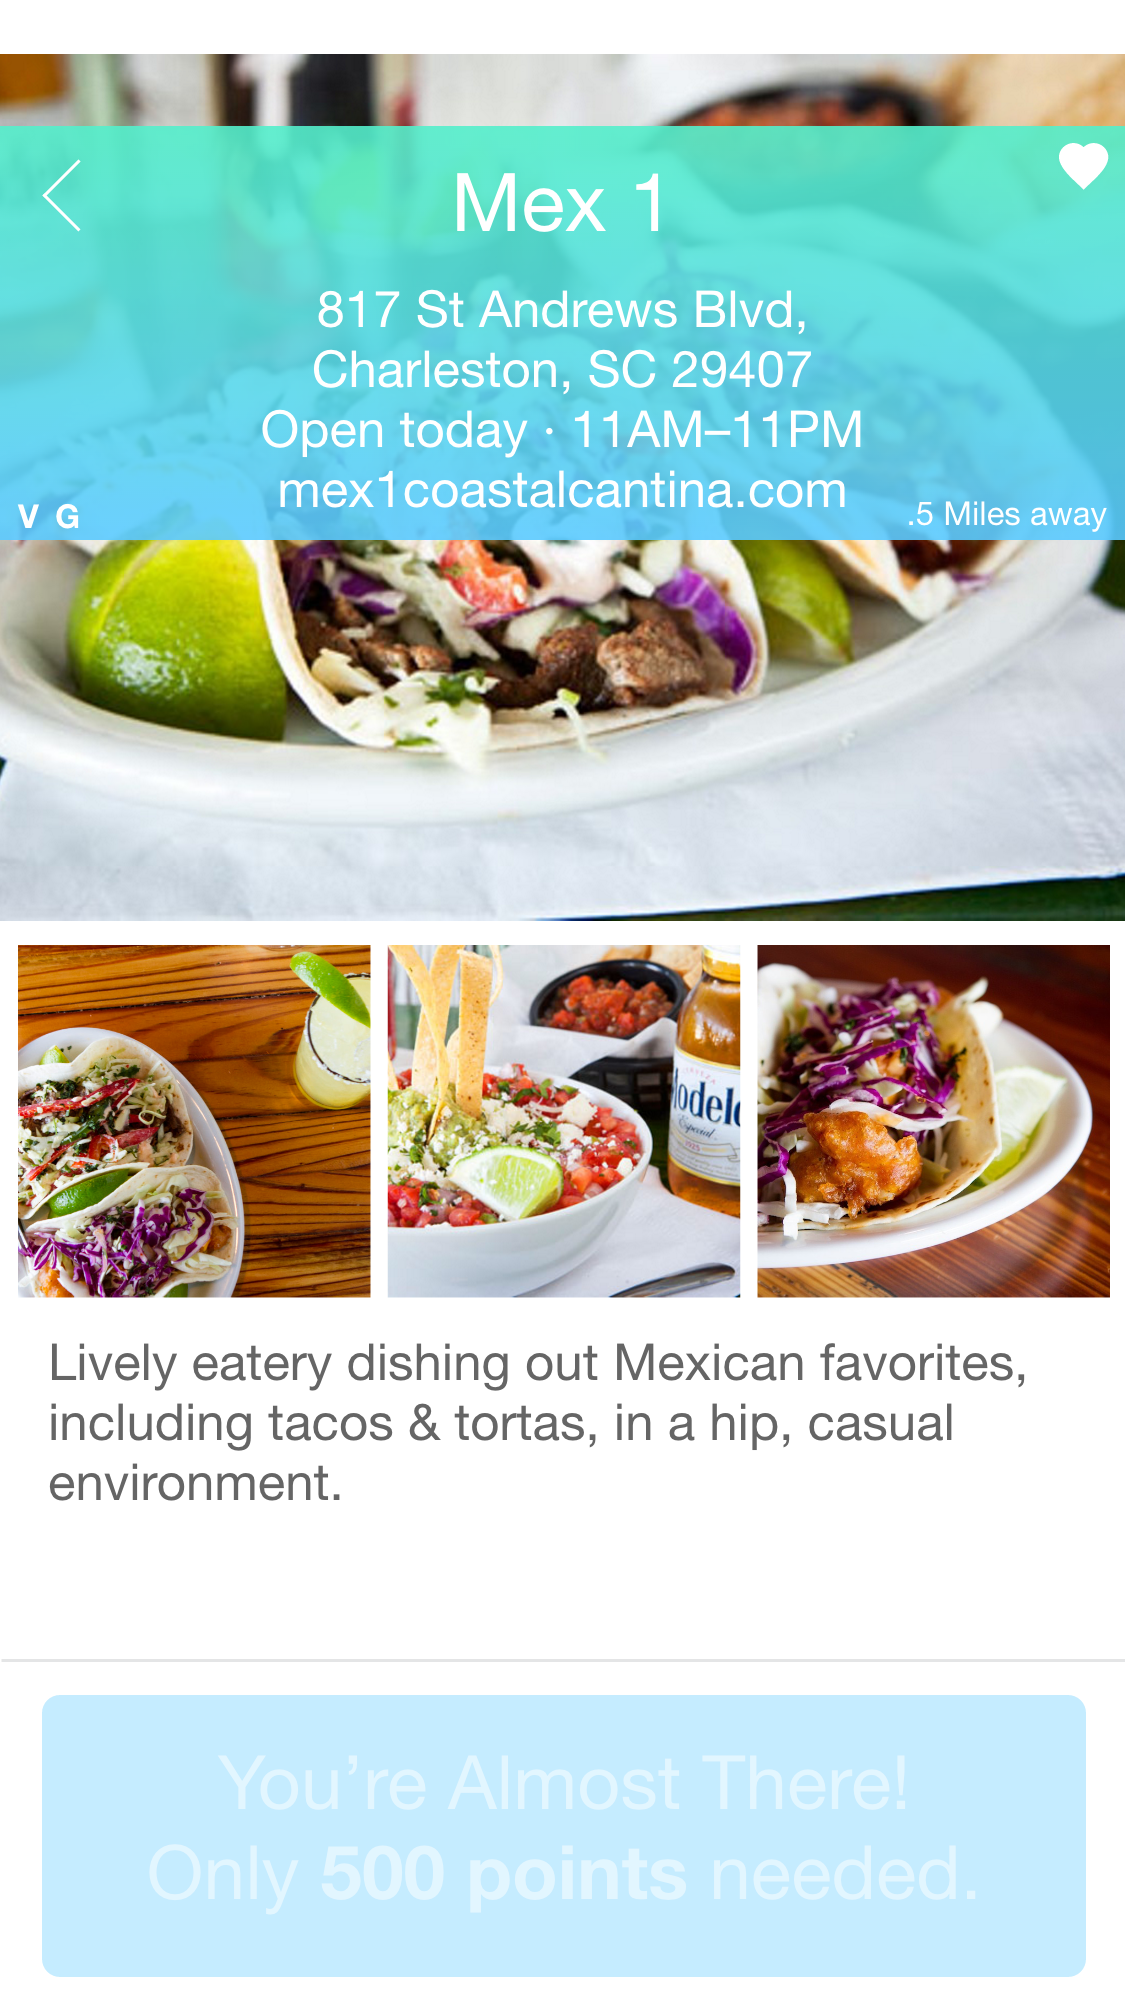 Mex 1
817 St Andrews Blvd,
Charleston, SC 29407
Open today · 11AM–11PM
mex1coastalcantina.com
V G
.5 Miles away
Modelo
Especial
1925
Lively eatery dishing out Mexican favorites,
including tacos & tortas, in a hip, casual
environment.
You’re Almost There!
Only 500 points needed.